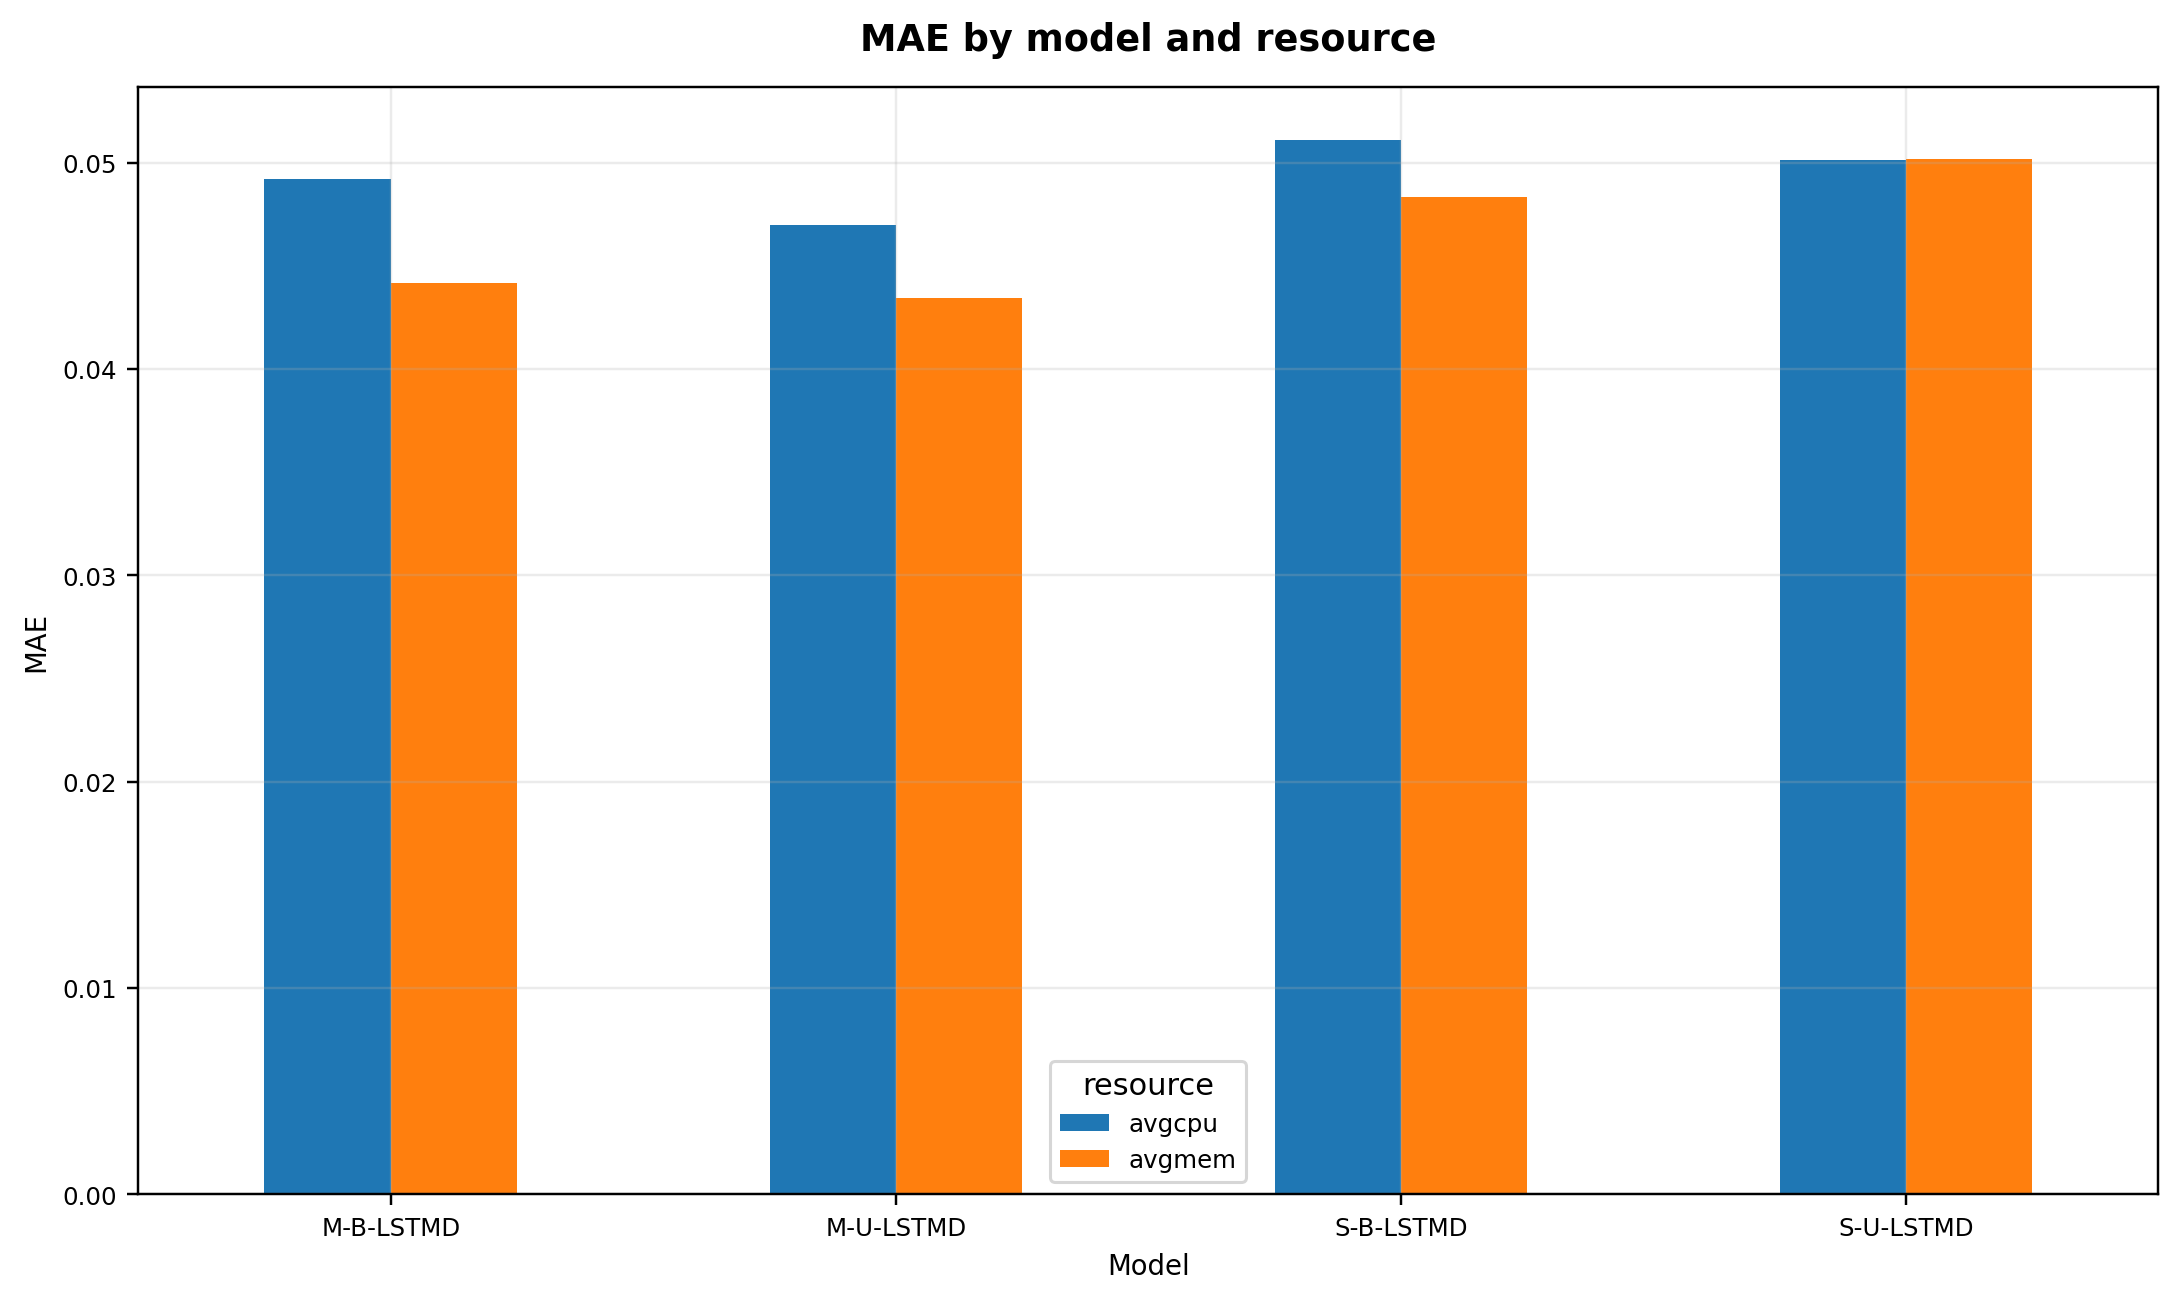 MAE by model and resource
MAE
0.05
0.04
0.03
0.02
0.01
0.00
resource
avgcpu
avgmem
M-B-LSTMD
M-U-LSTMD
S-B-LSTMD
S-U-LSTMD
Model